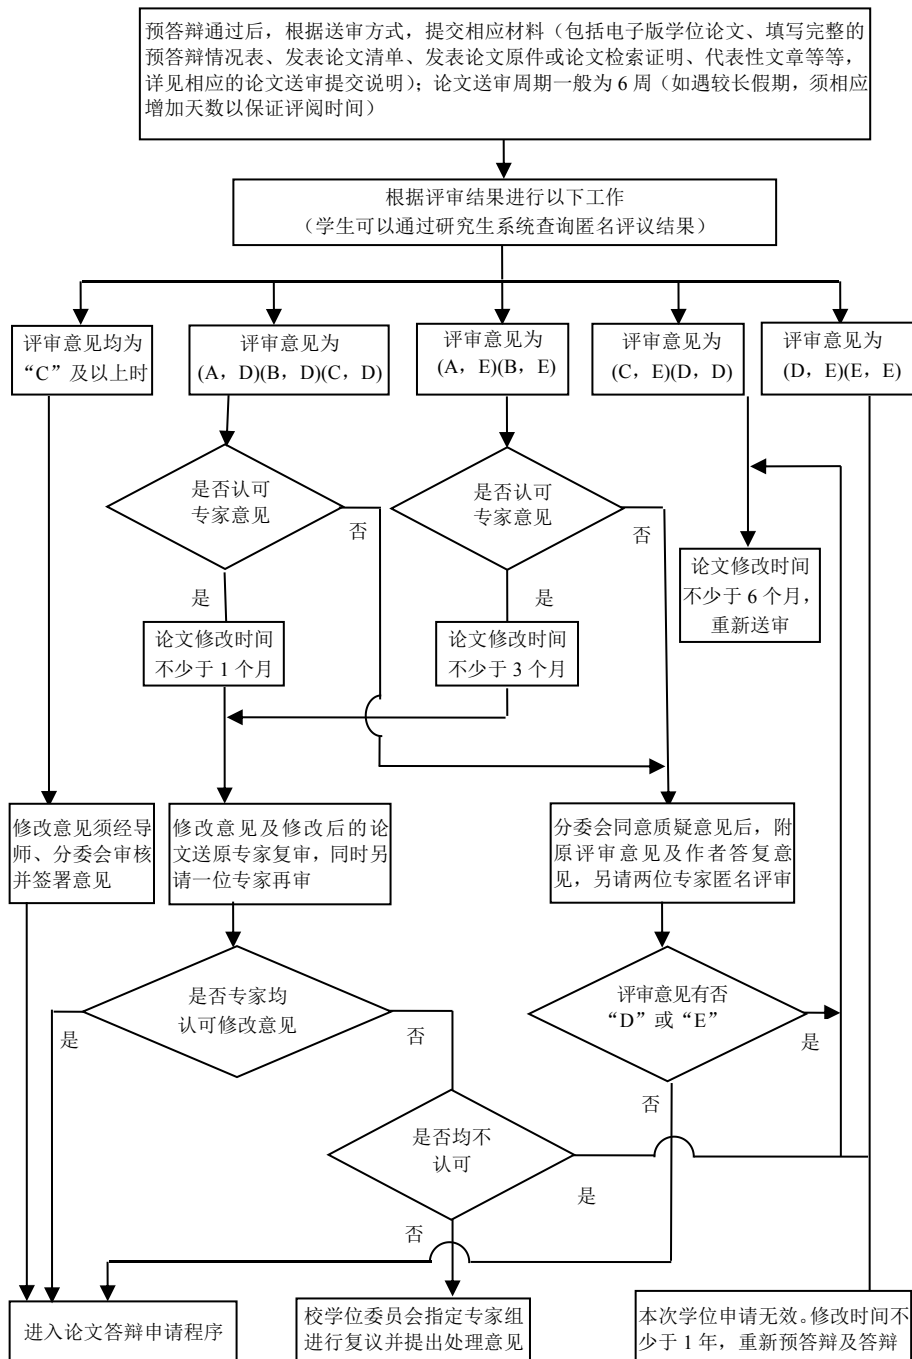 预答辩通过后，根据送审方式，提交相应材料（包括电子版学位论文、填写完整的
预答辩情况表、发表论文清单、发表论文原件或论文检索证明、代表性文章等等，
详见相应的论文送审提交说明）；论文送审周期一般为 6 周（如遇较长假期，须相应
增加天数以保证评阅时间）
根据评审结果进行以下工作
（学生可以通过研究生系统查询匿名评议结果）
评审意见均为
“C”及以上时
评审意见为
(A，D)(B，D)(C，D)
评审意见为
(A，E)(B，E)
评审意见为
(C，E)(D，D)
评审意见为
(D，E)(E，E)
是否认可
专家意见
否
是
是否认可
专家意见
否
是
论文修改时间
不少于 6 个月，
重新送审
论文修改时间
不少于 1 个月
论文修改时间
不少于 3 个月
修改意见须经导
师、分委会审核
并签署意见
修改意见及修改后的论
文送原专家复审，同时另
请一位专家再审
分委会同意质疑意见后，附
原评审意见及作者答复意
见，另请两位专家匿名评审
是否专家均
认可修改意见
是
否
评审意见有否
“D”或“E”
是
否
是否均不
认可
是
否
进入论文答辩申请程序
校学位委员会指定专家组
进行复议并提出处理意见
本次学位申请无效。修改时间不
少于 1 年，重新预答辩及答辩